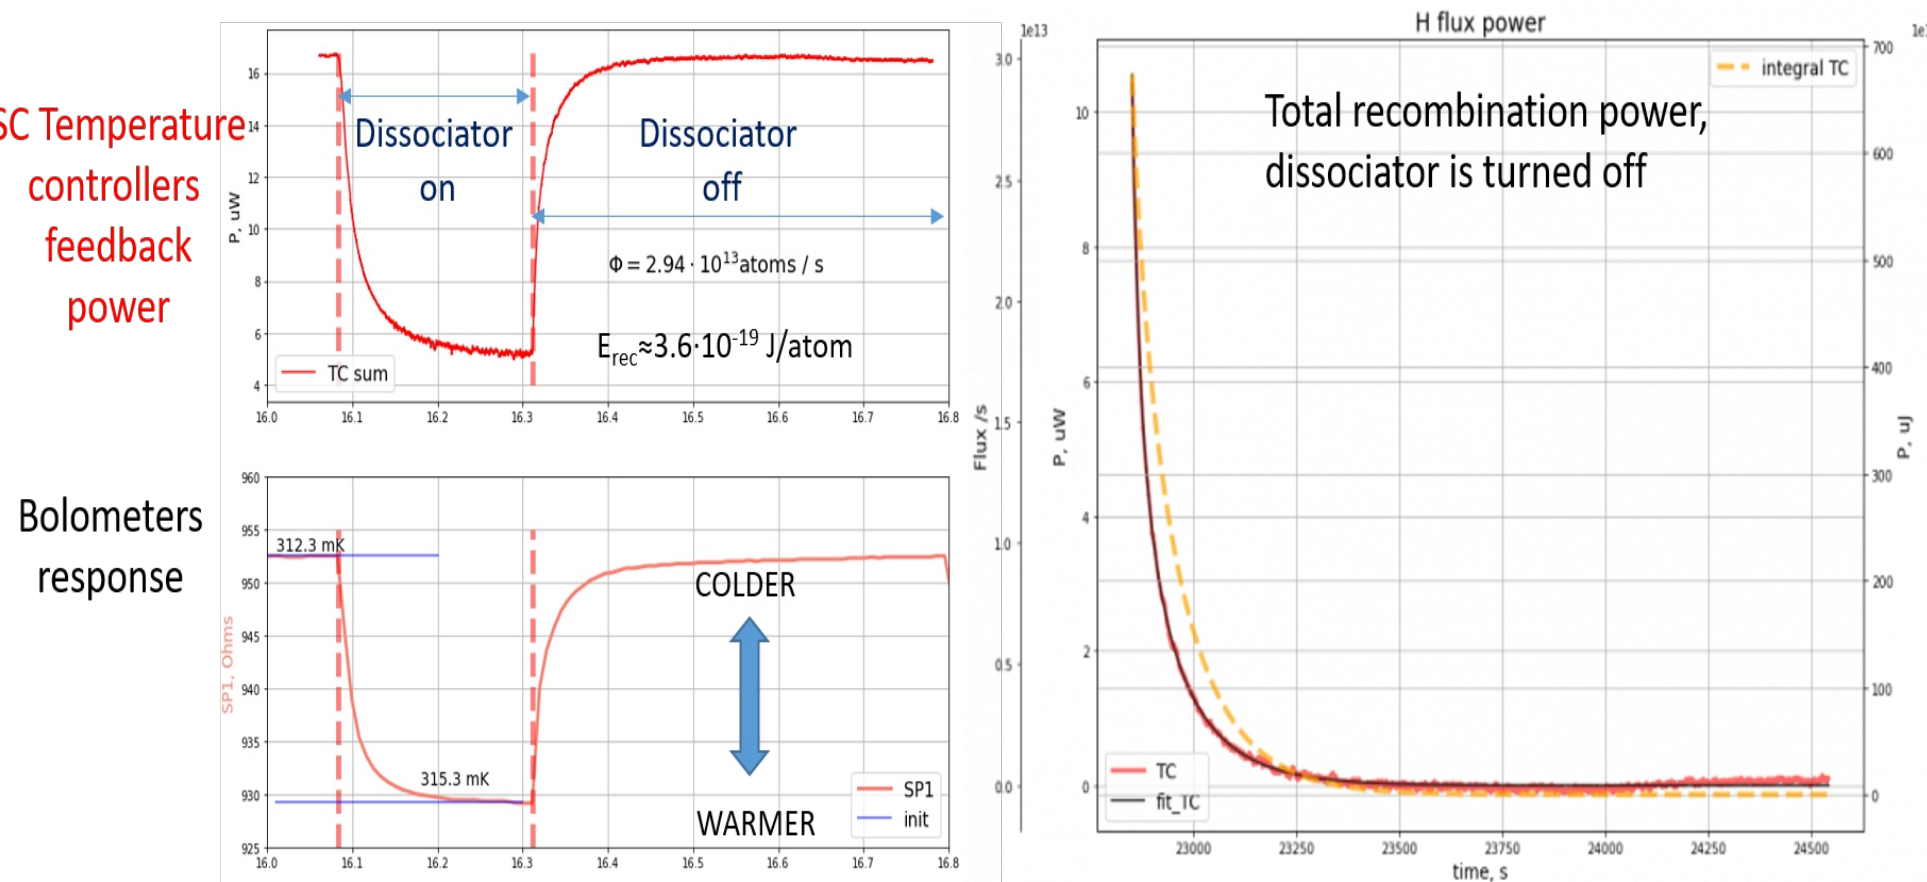 SC Temperature
controllers
feedback
power
P, uW
16
14
12
10
8
6
4
Dissociator
on
Dissociator
off
Φ = 2.94 · 10¹³atoms / s
Erec≈3.6·10⁻¹⁹ J/atom
TC sum
16.0 16.1 16.2 16.3 16.4 16.5 16.6 16.7 16.8
Bolometers
response
SP1, Ohms
960
955
950
945
940
935
930
925
312.3 mK
315.3 mK
COLDER
WARMER
SP1
init
16.0 16.1 16.2 16.3 16.4 16.5 16.6 16.7 16.8
1e13
3.0
2.5
2.0
1.5
1.0
0.5
0.0
Flux /s
H flux power
P, uW
10
8
6
4
2
0
integral TC
Total recombination power,
dissociator is turned off
TC
fit_TC
23000 23250 23500 23750 24000 24250 24500
time, s
700
600
500
400
300
200
100
0
P, uJ